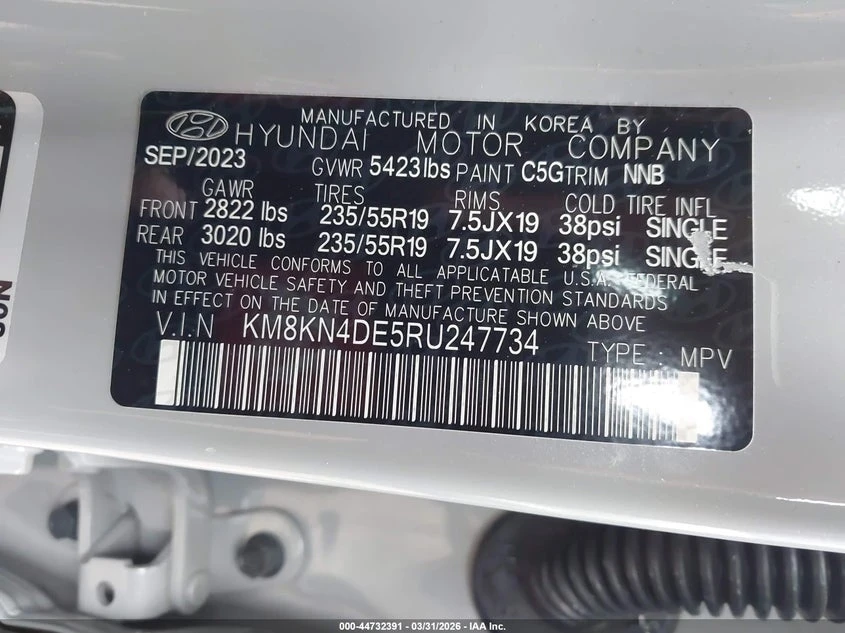 MANUFACTURED IN KOREA BY
HYUNDAI MOTOR COMPANY
SEP/2023 GVWR 5423lbs PAINT C5G TRIM NNB
GAWR TIRES RIMS COLD TIRE INFL
FRONT 2822 lbs 235/55R19 7.5JX19 38psi SINGLE
REAR 3020 lbs 235/55R19 7.5JX19 38psi SINGLE
THIS VEHICLE CONFORMS TO ALL APPLICATABLE U.S.A. FEDERAL
MOTOR VEHICLE SAFETY AND THEFT PREVENTION STANDARDS
IN EFFECT ON THE DATE OF MANUFACTURE SHOWN ABOVE
V.I.N KM8KN4DE5RU247734 TYPE : MPV
000-44732391 - 03/31/2026 - IAA Inc.